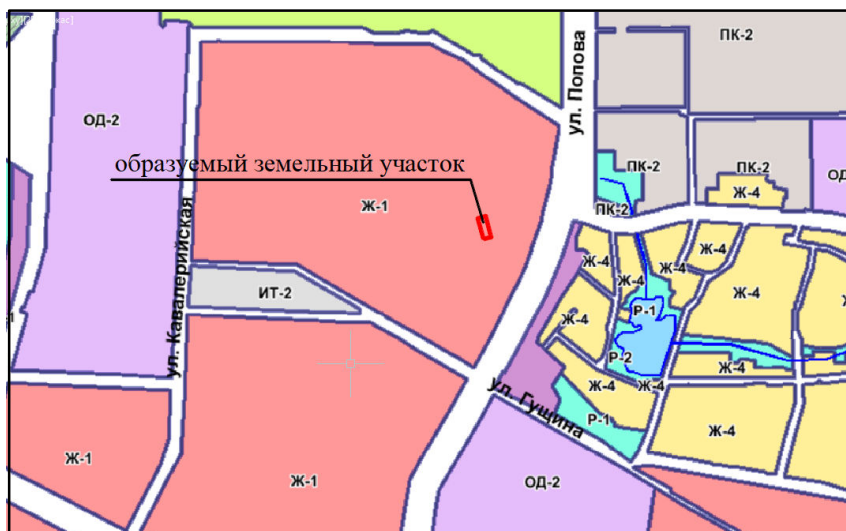 ПК-2
ул. Попова
ОД-2
образуемый земельный участок
ПК-2
ПК-2
ОД
Ж-4
Ж-1
ПК-2
ул. Кавалерийская
Ж-4
Ж-4
Ж-4
Ж-4
ИТ-2
Ж-4
Р-1
Ж-4
Р-2
Ж-4
Ж-4
Ж-4
ул. Гущина
Р-1
Ж-4
Ж-1
Ж-1
ОД-2